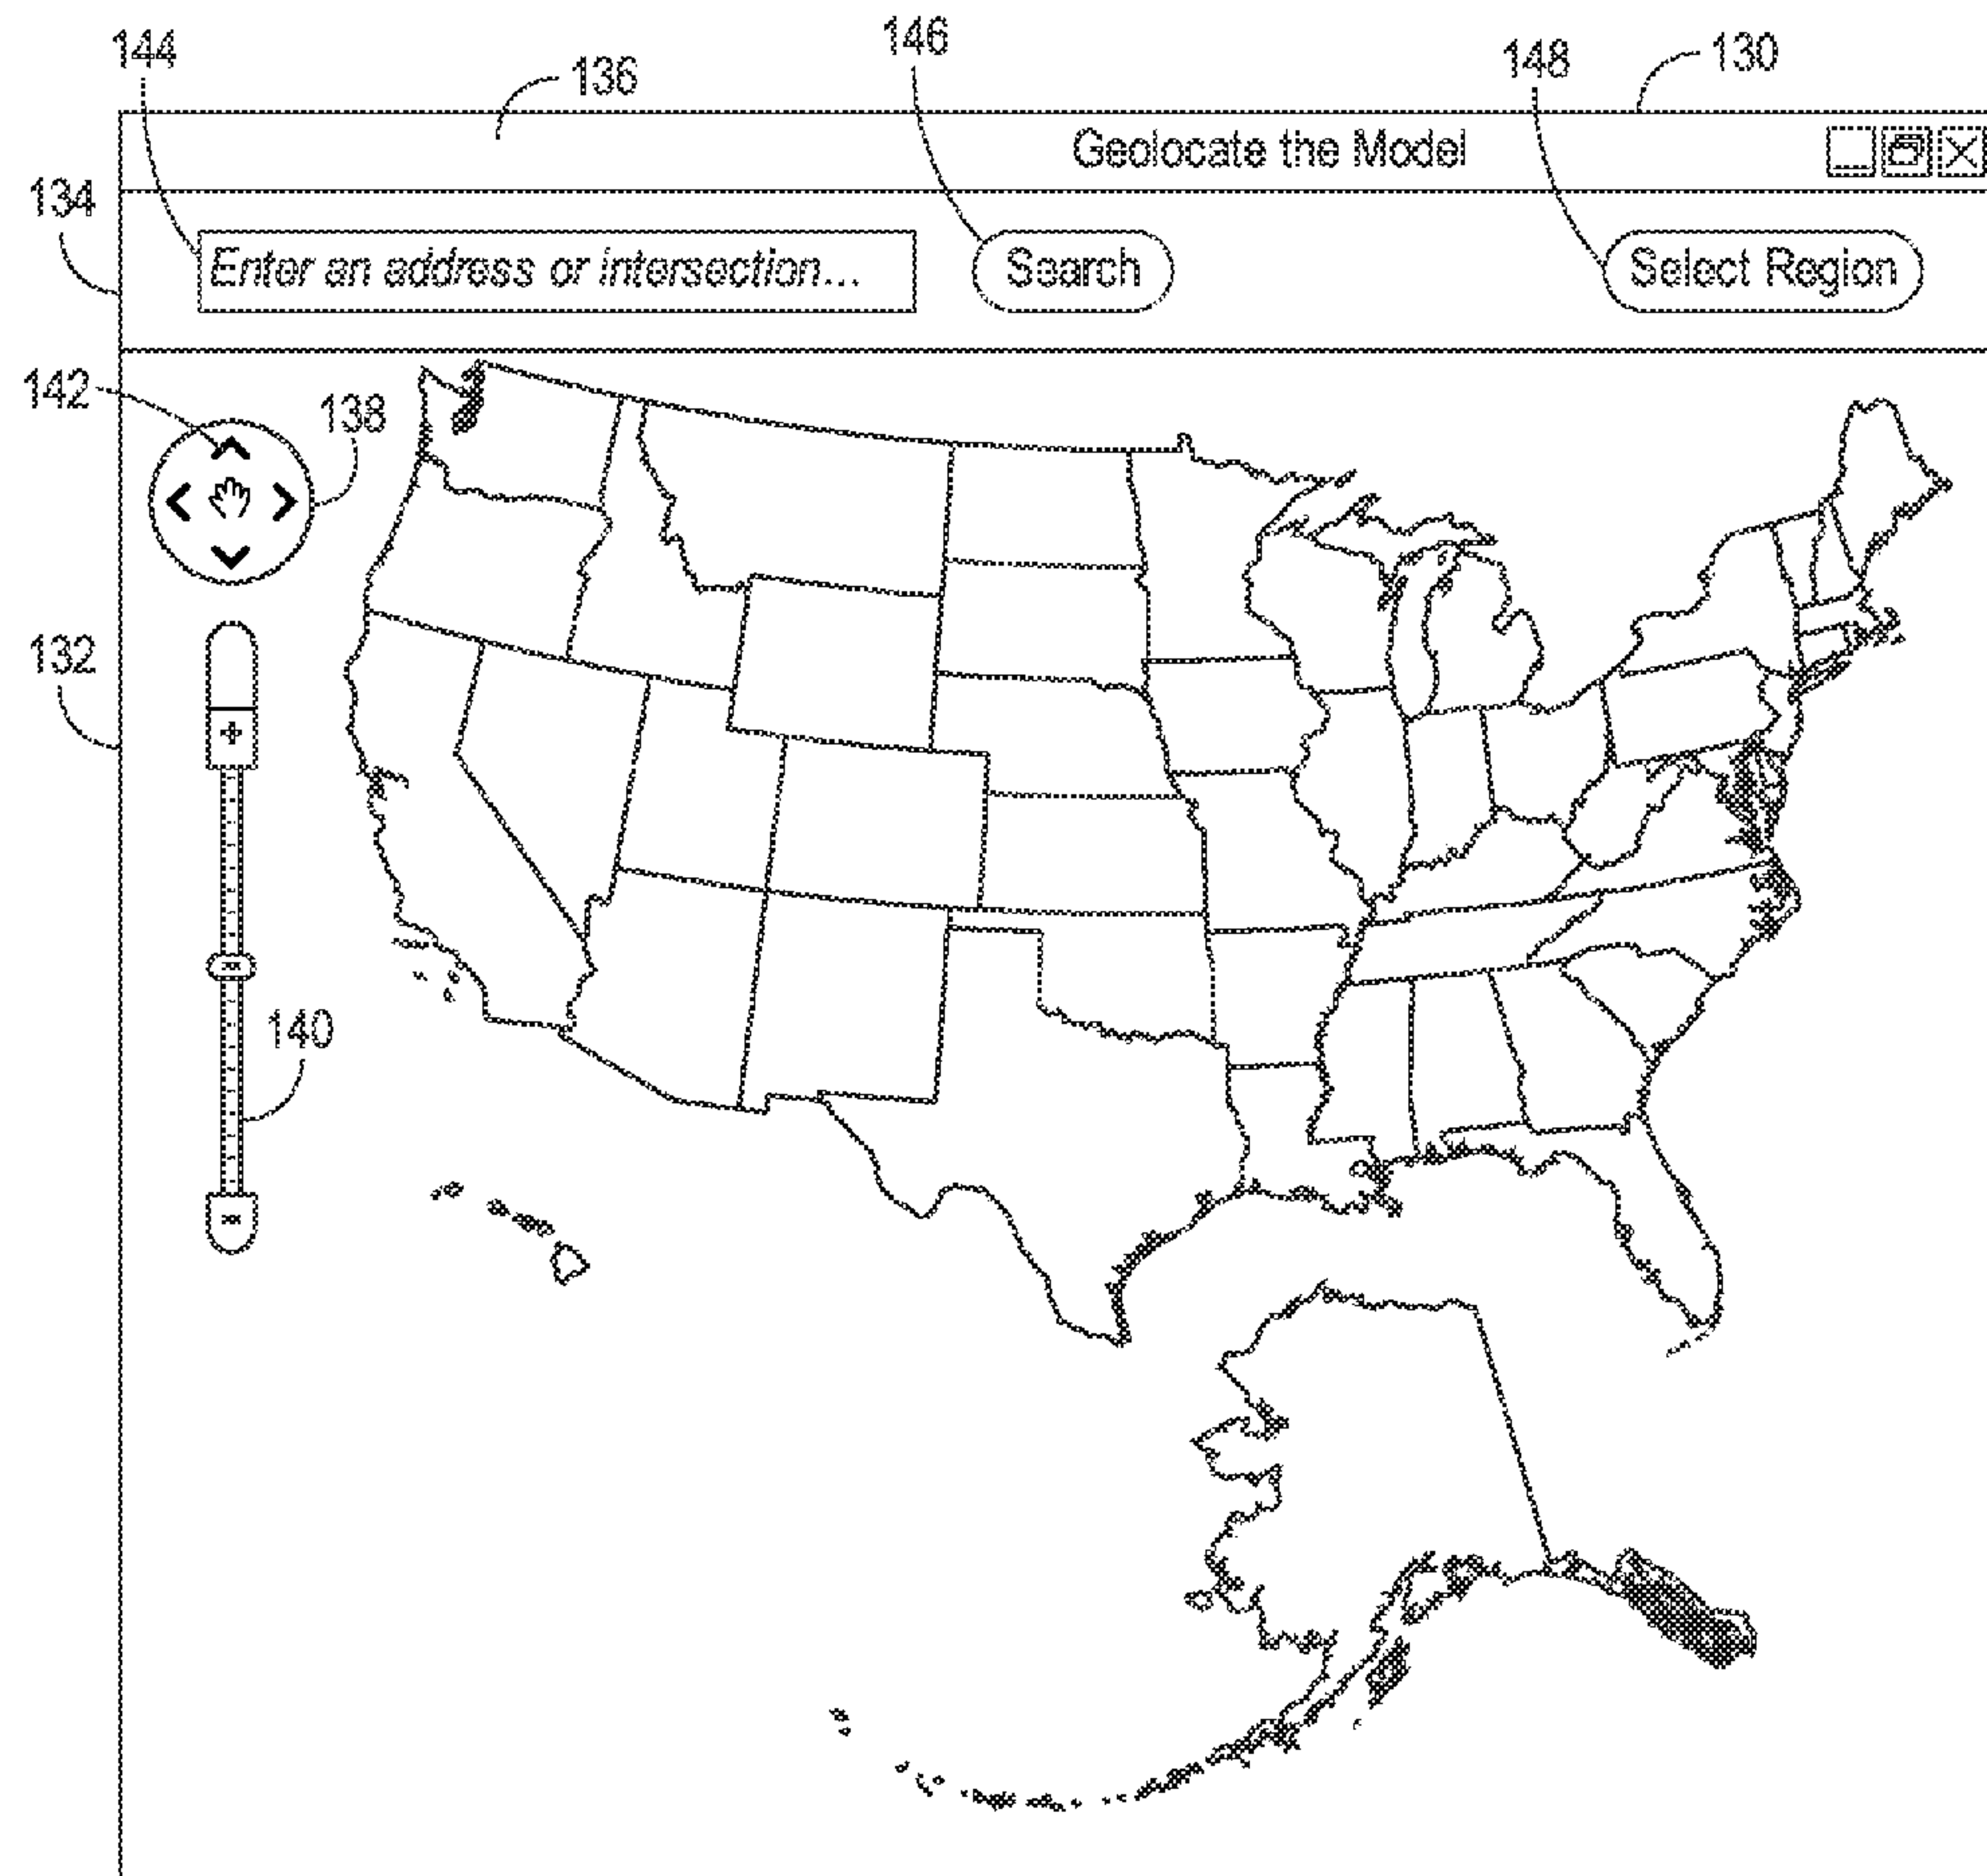 144
136
146
148
130
Geolocate the Model
134
Enter an address or intersection...
Search
Select Region
142
138
132
+
140